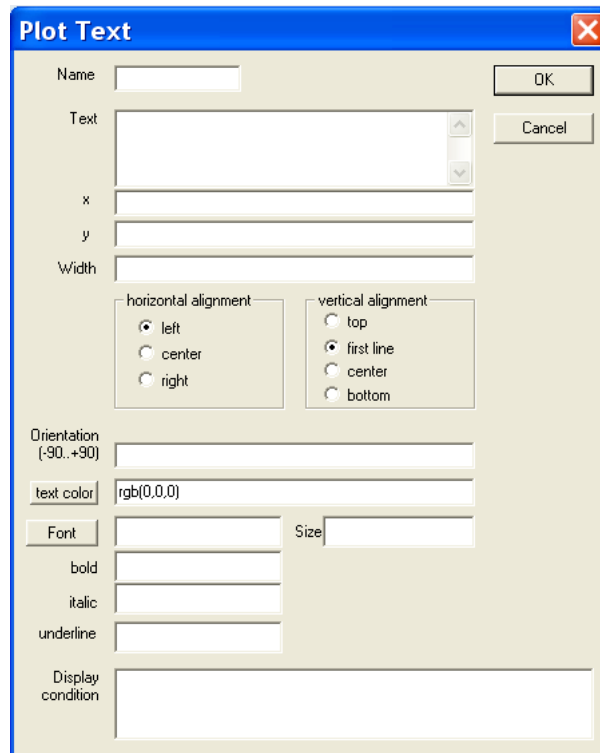 Plot Text
Name
OK
Text
Cancel
x
y
Width
horizontal alignment
vertical alignment
left
top
center
first line
right
center
bottom
Orientation
(-90..+90)
text color
rgb(0,0,0)
Font
Size
bold
italic
underline
Display
condition